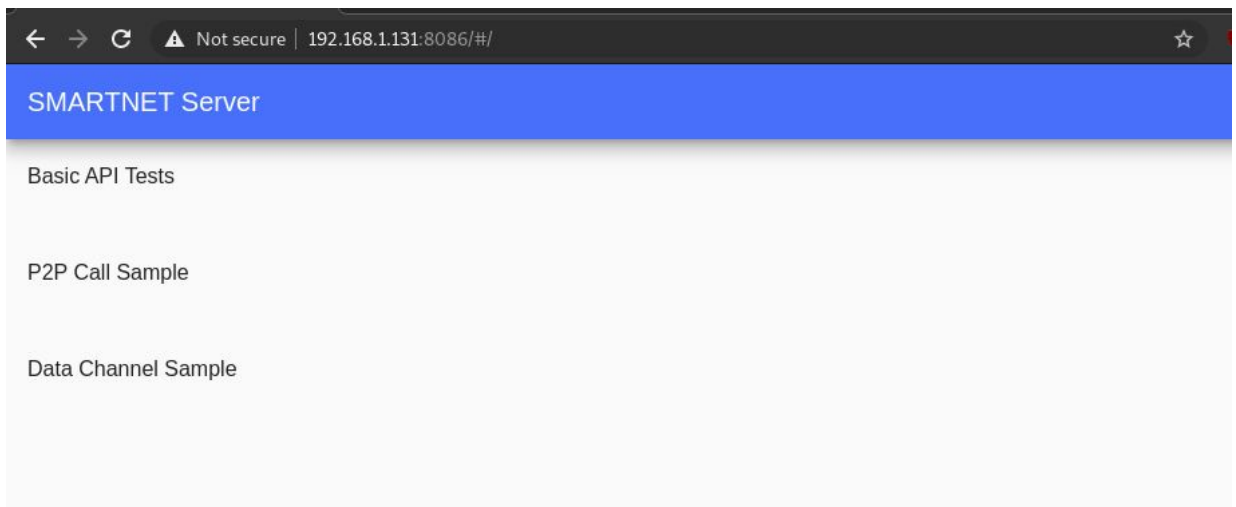 Not secure 192.168.1.131:8086/#/
SMARTNET Server
Basic API Tests
P2P Call Sample
Data Channel Sample